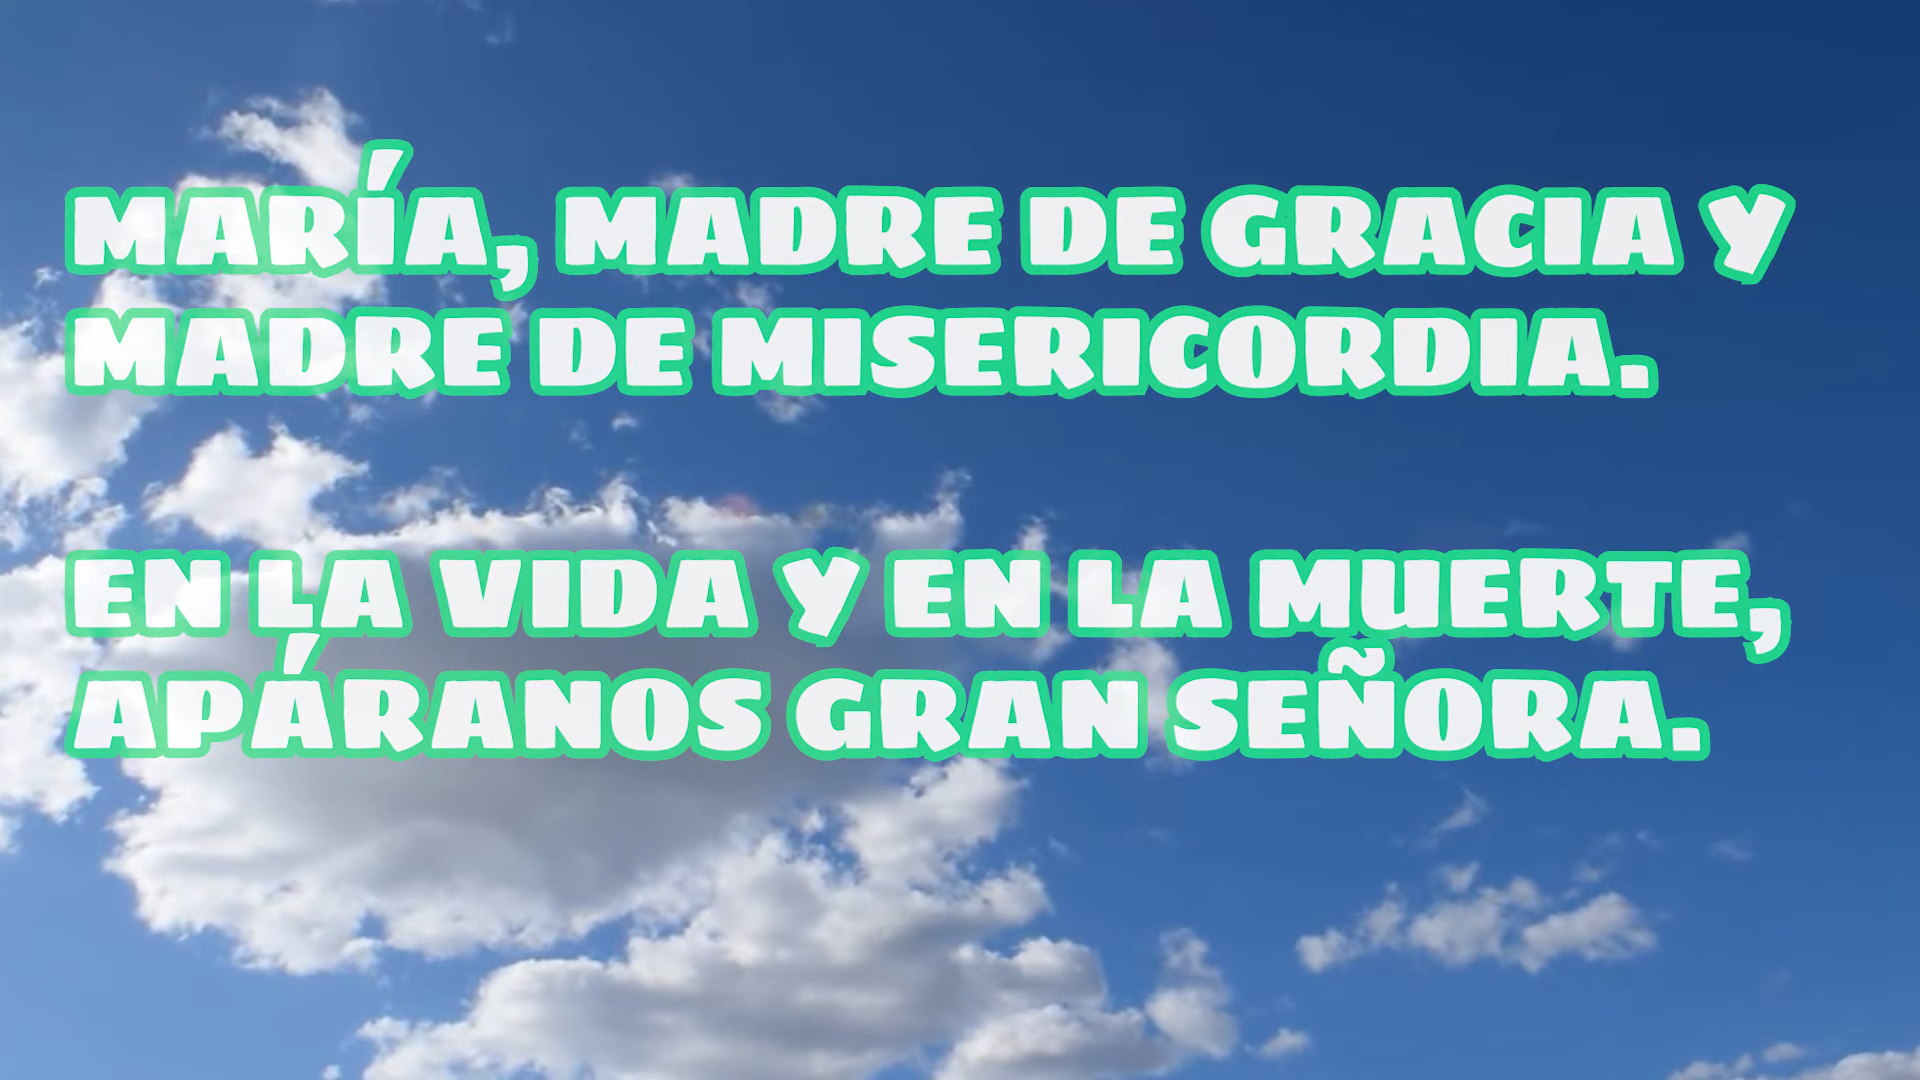 MARÍA, MADRE DE GRACIA Y
MADRE DE MISERICORDIA.
EN LA VIDA Y EN LA MUERTE,
APÁRANOS GRAN SEÑORA.